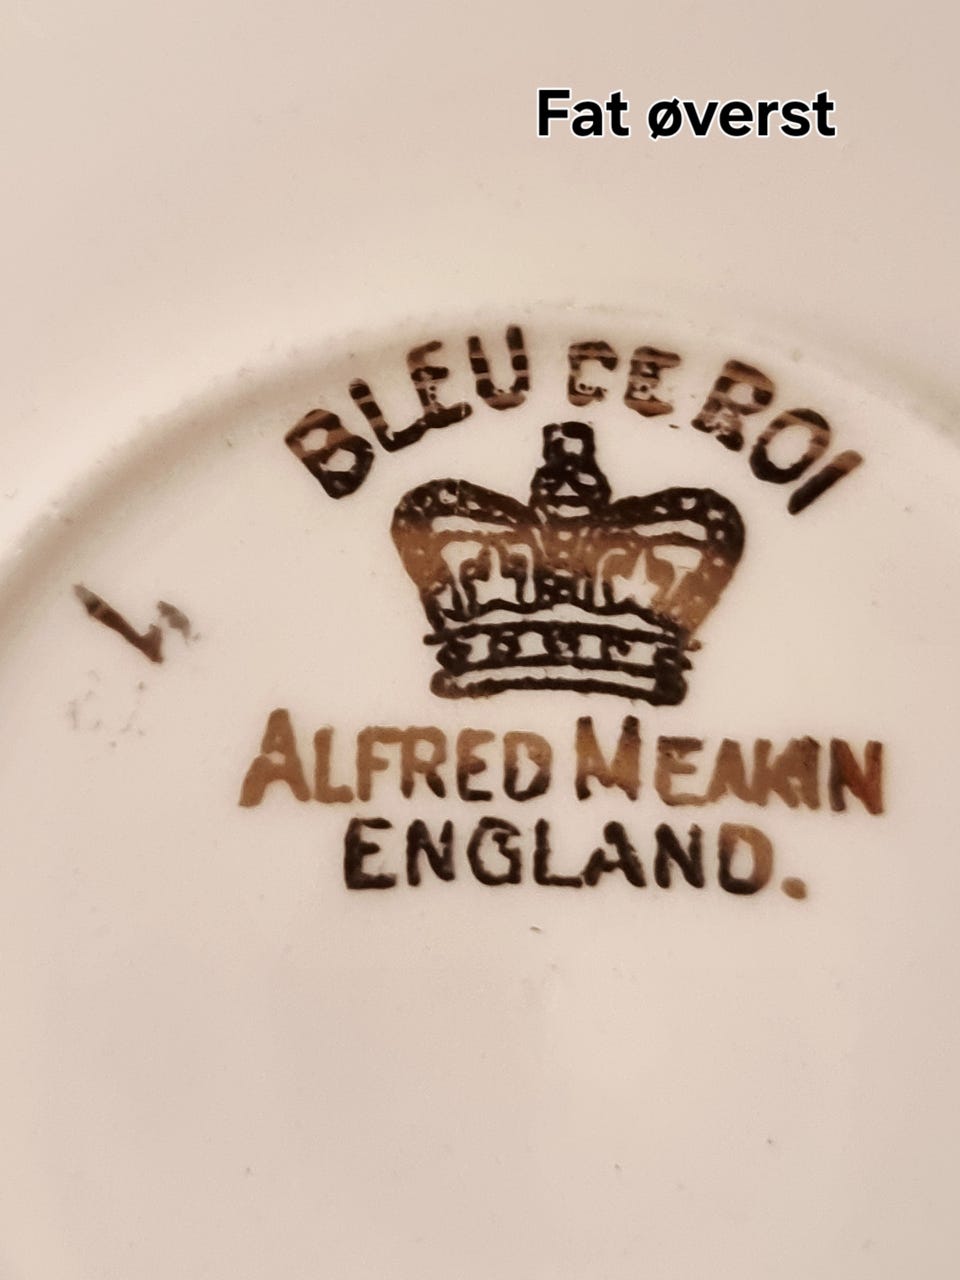 Fat øverst
BLEU DE ROI
ALFRED MEAKIN
ENGLAND.